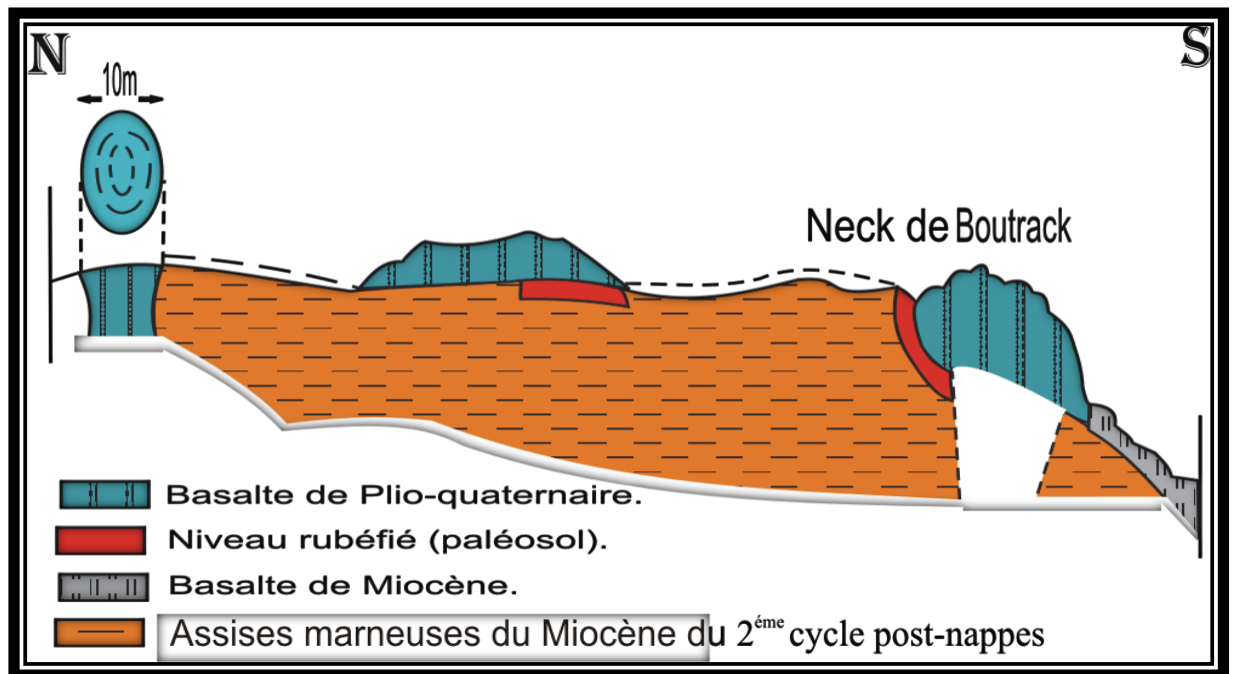 N
S
10m
Neck de Boutrack
Basalte de Plio-quaternaire.
Niveau rubéfié (paléosol).
Basalte de Miocène.
Assises marneuses du Miocène du 2éme cycle post-nappes